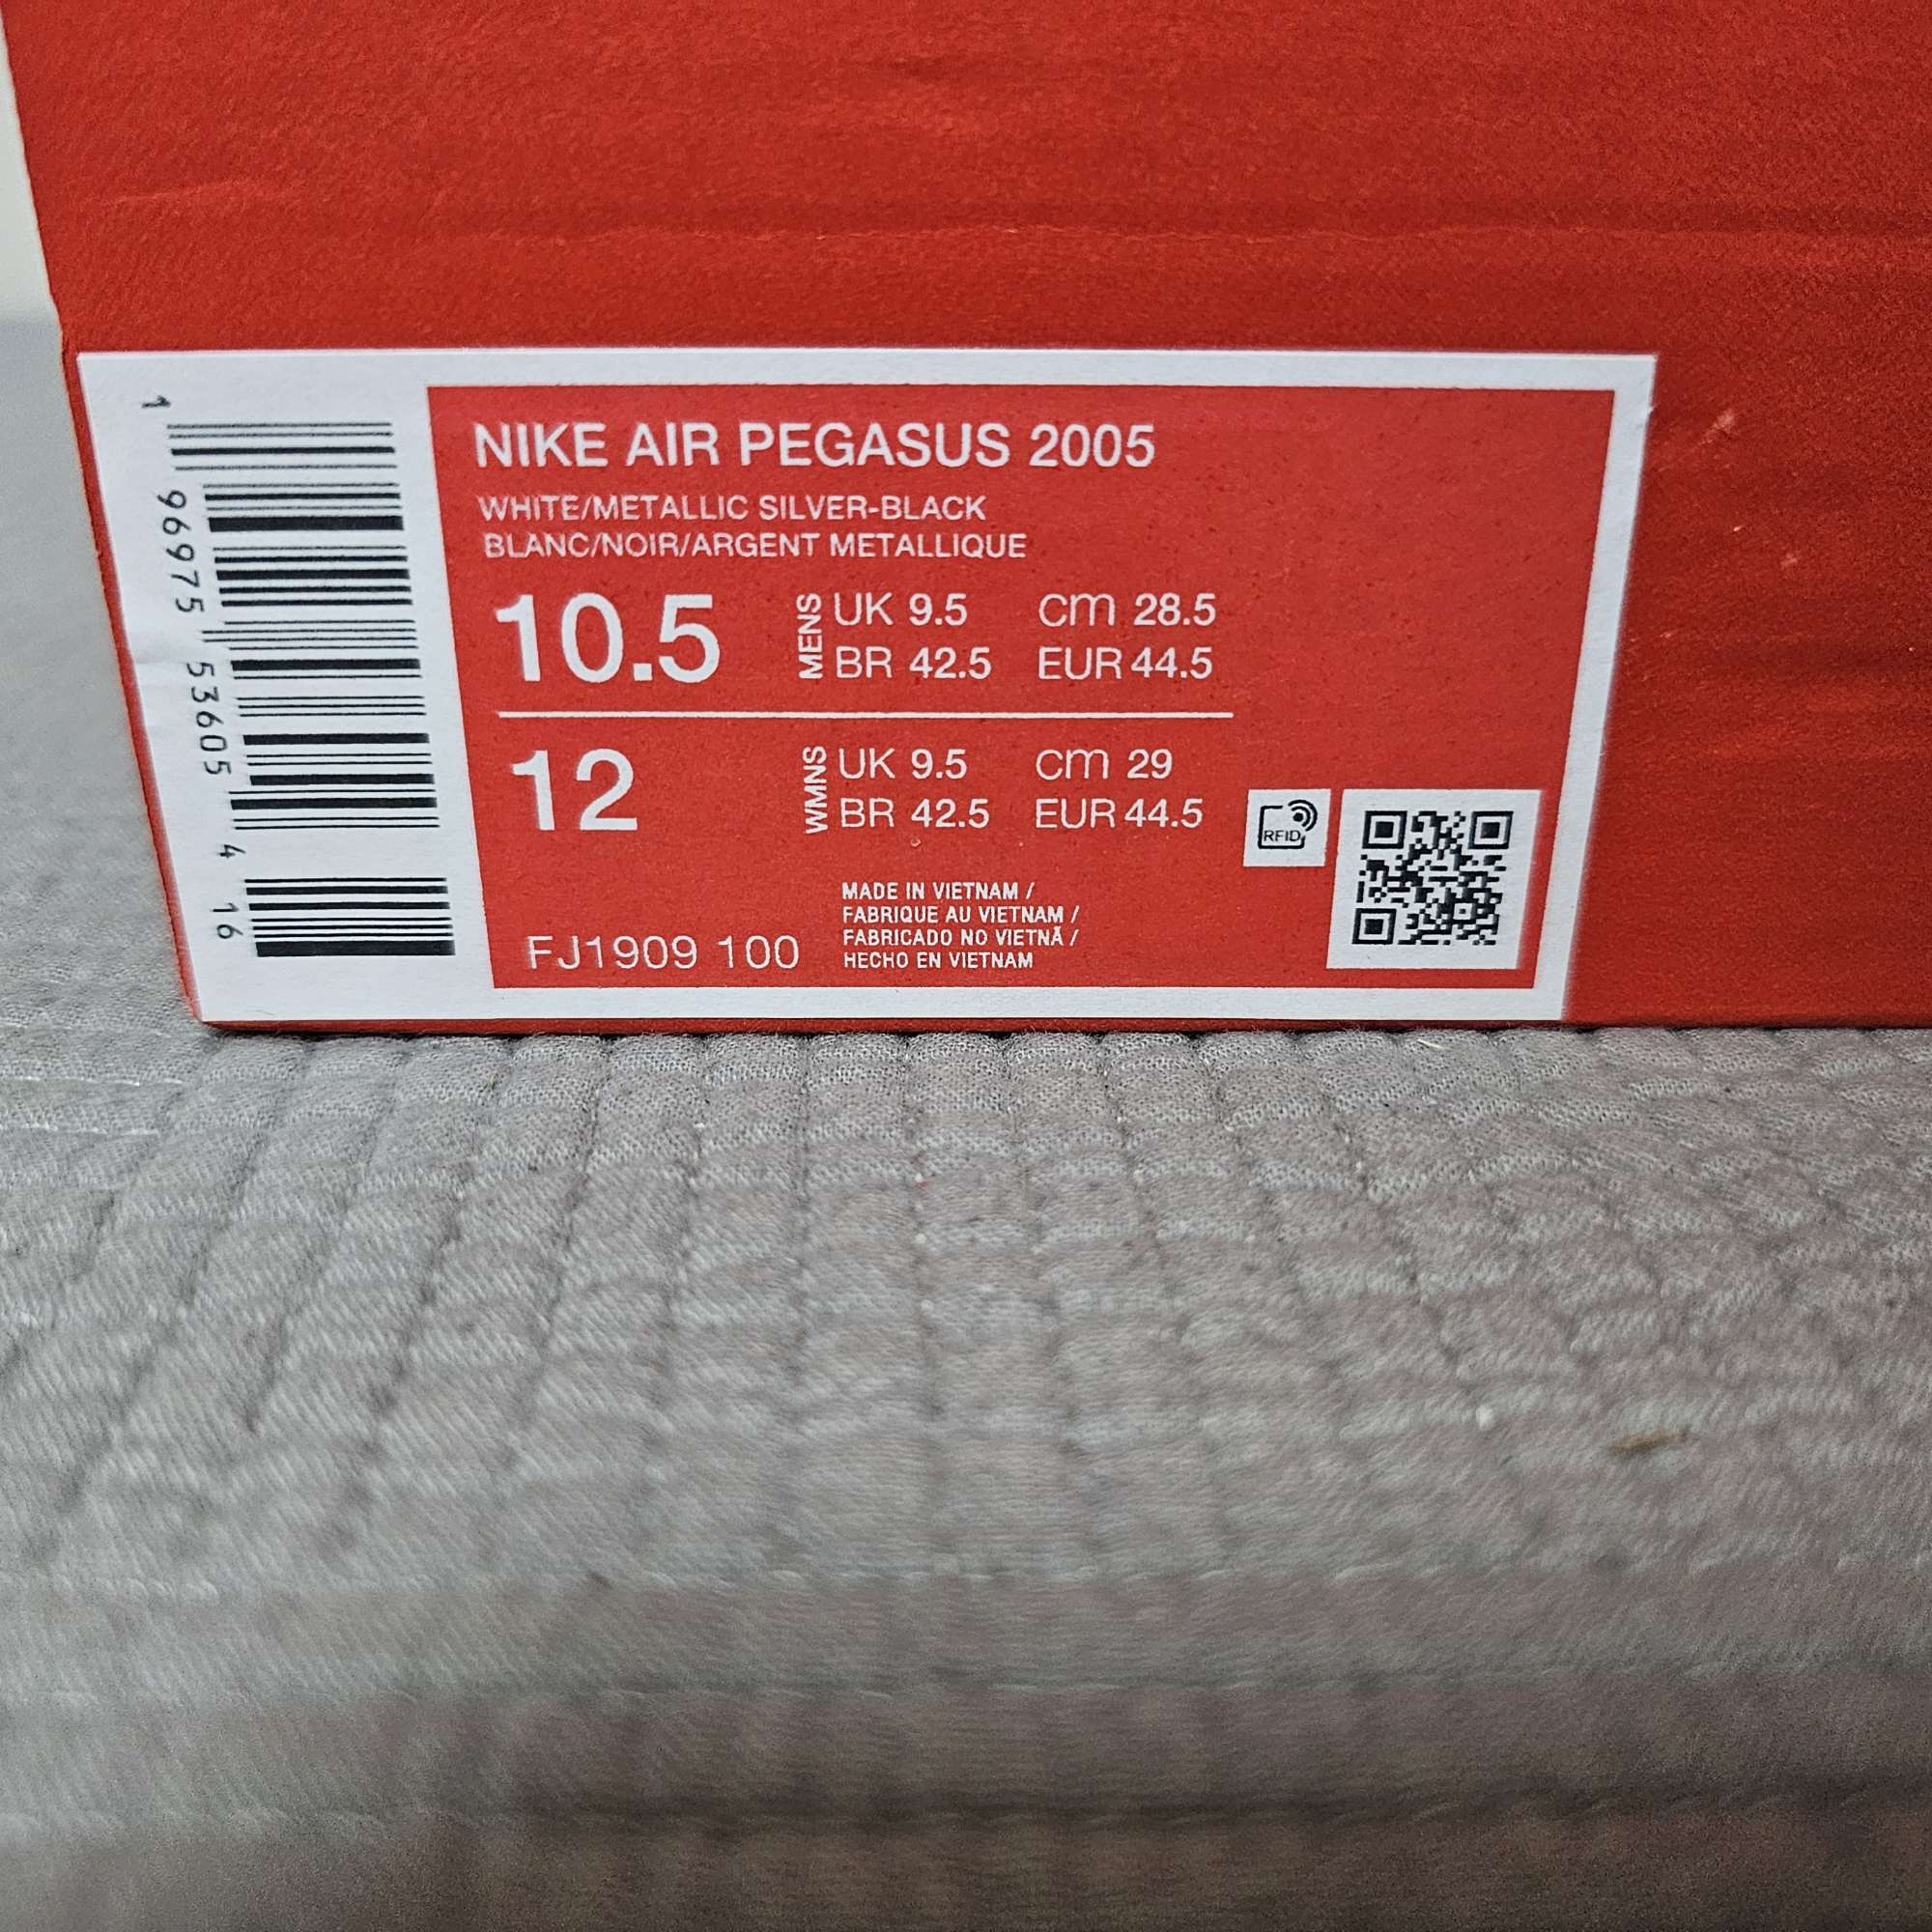 1 96975 53605 4 16
NIKE AIR PEGASUS 2005
WHITE/METALLIC SILVER-BLACK
BLANC/NOIR/ARGENT METALLIQUE
10.5 MENS UK 9.5 cm 28.5
BR 42.5 EUR 44.5
12 WMNS UK 9.5 cm 29
BR 42.5 EUR 44.5
RFID
MADE IN VIETNAM /
FABRIQUE AU VIETNAM /
FABRICADO NO VIETNÃ /
HECHO EN VIETNAM
FJ1909 100